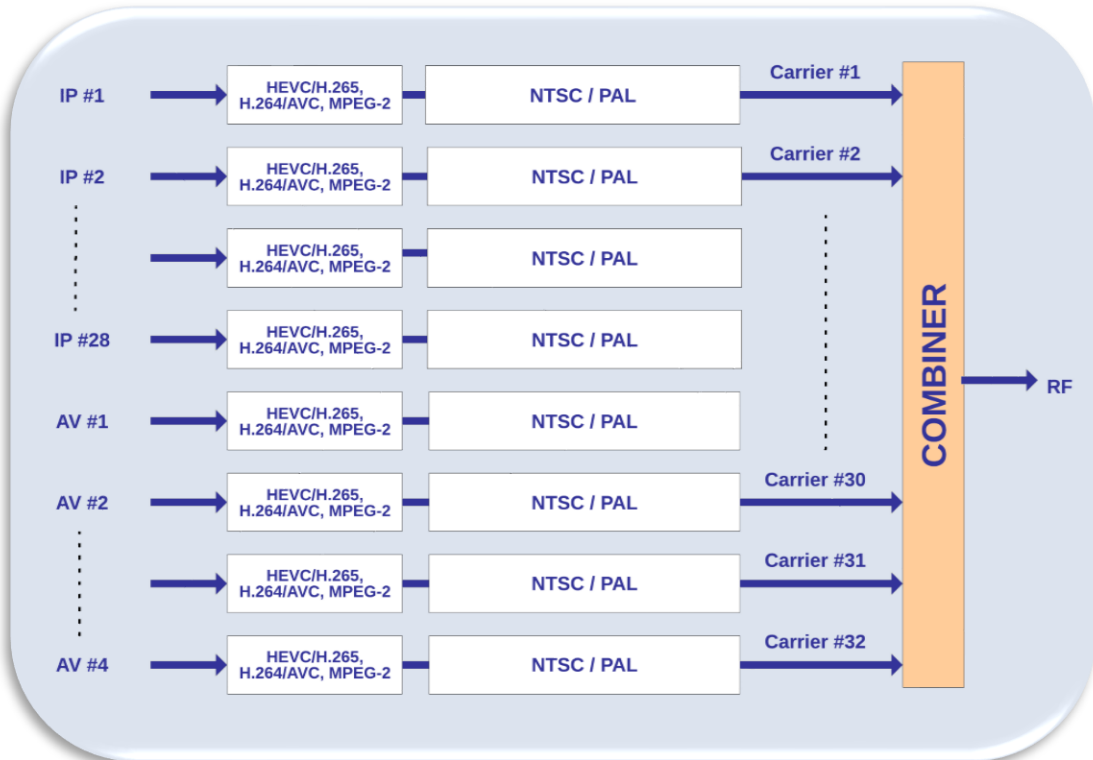 IP #1
HEVC/H.265,
H.264/AVC, MPEG-2
NTSC / PAL
Carrier #1
IP #2
HEVC/H.265,
H.264/AVC, MPEG-2
NTSC / PAL
Carrier #2
HEVC/H.265,
H.264/AVC, MPEG-2
NTSC / PAL
IP #28
HEVC/H.265,
H.264/AVC, MPEG-2
NTSC / PAL
AV #1
HEVC/H.265,
H.264/AVC, MPEG-2
NTSC / PAL
AV #2
HEVC/H.265,
H.264/AVC, MPEG-2
NTSC / PAL
Carrier #30
HEVC/H.265,
H.264/AVC, MPEG-2
NTSC / PAL
Carrier #31
AV #4
HEVC/H.265,
H.264/AVC, MPEG-2
NTSC / PAL
Carrier #32
COMBINER
RF